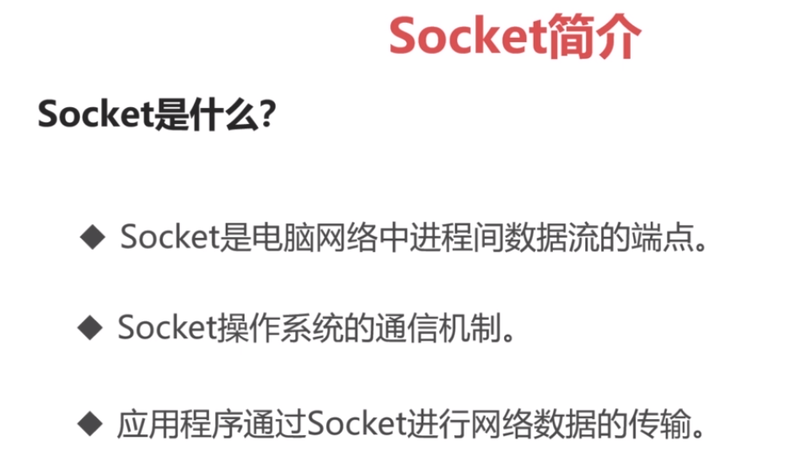 Socket简介
Socket是什么?
◆ Socket是电脑网络中进程间数据流的端点。
◆ Socket操作系统的通信机制。
◆ 应用程序通过Socket进行网络数据的传输。